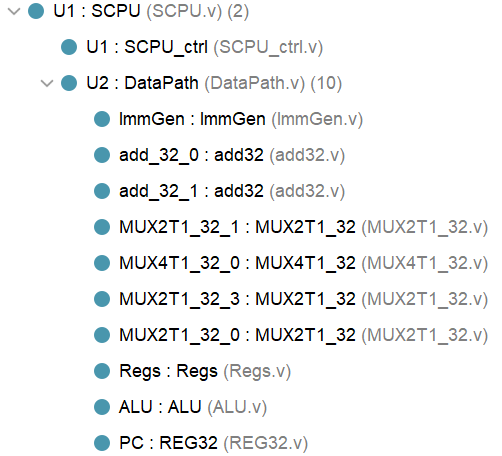 U1 : SCPU (SCPU.v) (2)
U1 : SCPU_ctrl (SCPU_ctrl.v)
U2 : DataPath (DataPath.v) (10)
ImmGen : ImmGen (ImmGen.v)
add_32_0 : add32 (add32.v)
add_32_1 : add32 (add32.v)
MUX2T1_32_1 : MUX2T1_32 (MUX2T1_32.v)
MUX4T1_32_0 : MUX4T1_32 (MUX4T1_32.v)
MUX2T1_32_3 : MUX2T1_32 (MUX2T1_32.v)
MUX2T1_32_0 : MUX2T1_32 (MUX2T1_32.v)
Regs : Regs (Regs.v)
ALU : ALU (ALU.v)
PC : REG32 (REG32.v)